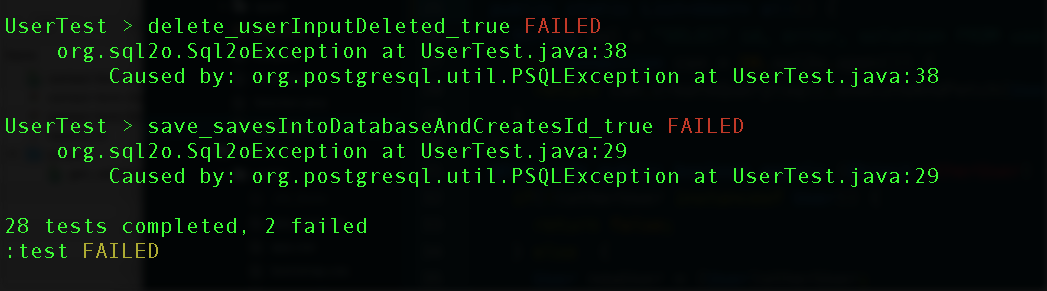 UserTest > delete_userInputDeleted_true FAILED
org.sql2o.Sql2oException at UserTest.java:38
Caused by: org.postgresql.util.PSQLException at UserTest.java:38
UserTest > save_savesIntoDatabaseAndCreatesId_true FAILED
org.sql2o.Sql2oException at UserTest.java:29
Caused by: org.postgresql.util.PSQLException at UserTest.java:29
28 tests completed, 2 failed
:test FAILED